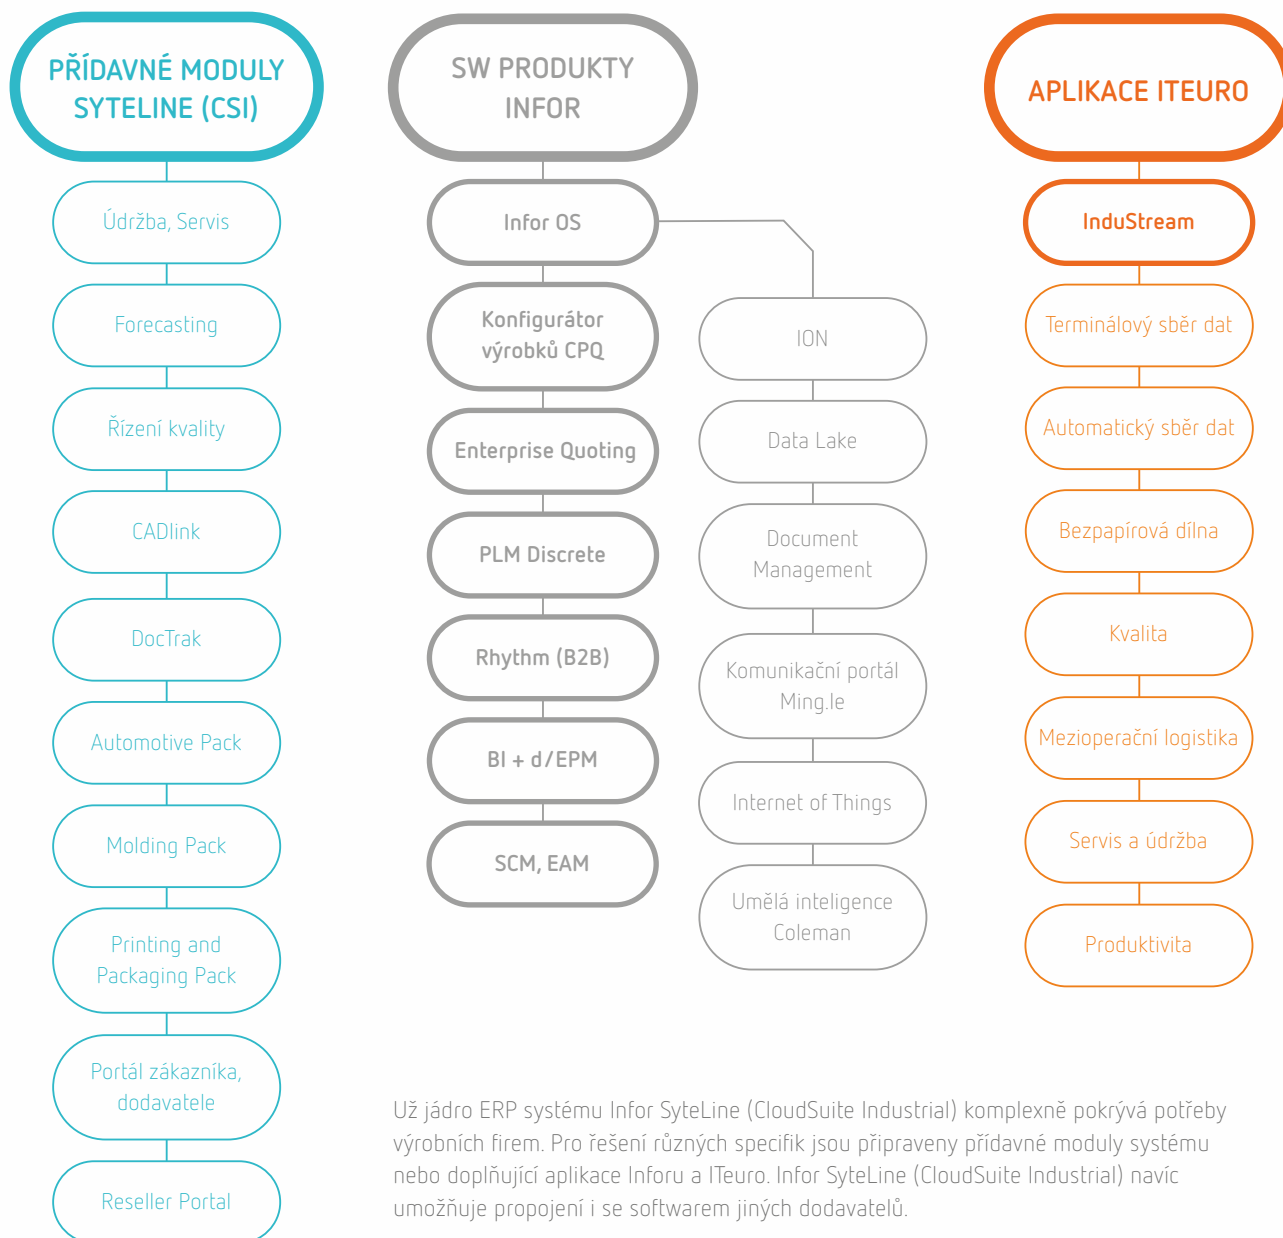 PŘÍDAVNÉ MODULY
SYTELINE (CSI)
Údržba, Servis
Forecasting
Řízení kvality
CADlink
DocTrak
Automotive Pack
Molding Pack
Printing and
Packaging Pack
Portál zákazníka,
dodavatele
Reseller Portal
SW PRODUKTY
INFOR
Infor OS
Konfigurátor
výrobků CPQ
Enterprise Quoting
PLM Discrete
Rhythm (B2B)
BI + d/EPM
SCM, EAM
ION
Data Lake
Document
Management
Komunikační portál
Ming.le
Internet of Things
Umělá inteligence
Coleman
APLIKACE ITEURO
InduStream
Terminálový sběr dat
Automatický sběr dat
Bezpapírová dílna
Kvalita
Mezioperační logistika
Servis a údržba
Produktivita
Už jádro ERP systému Infor SyteLine (CloudSuite Industrial) komplexně pokrývá potřeby
výrobních firem. Pro řešení různých specifik jsou připraveny přídavné moduly systému
nebo doplňující aplikace Inforu a ITeuro. Infor SyteLine (CloudSuite Industrial) navíc
umožňuje propojení i se softwarem jiných dodavatelů.